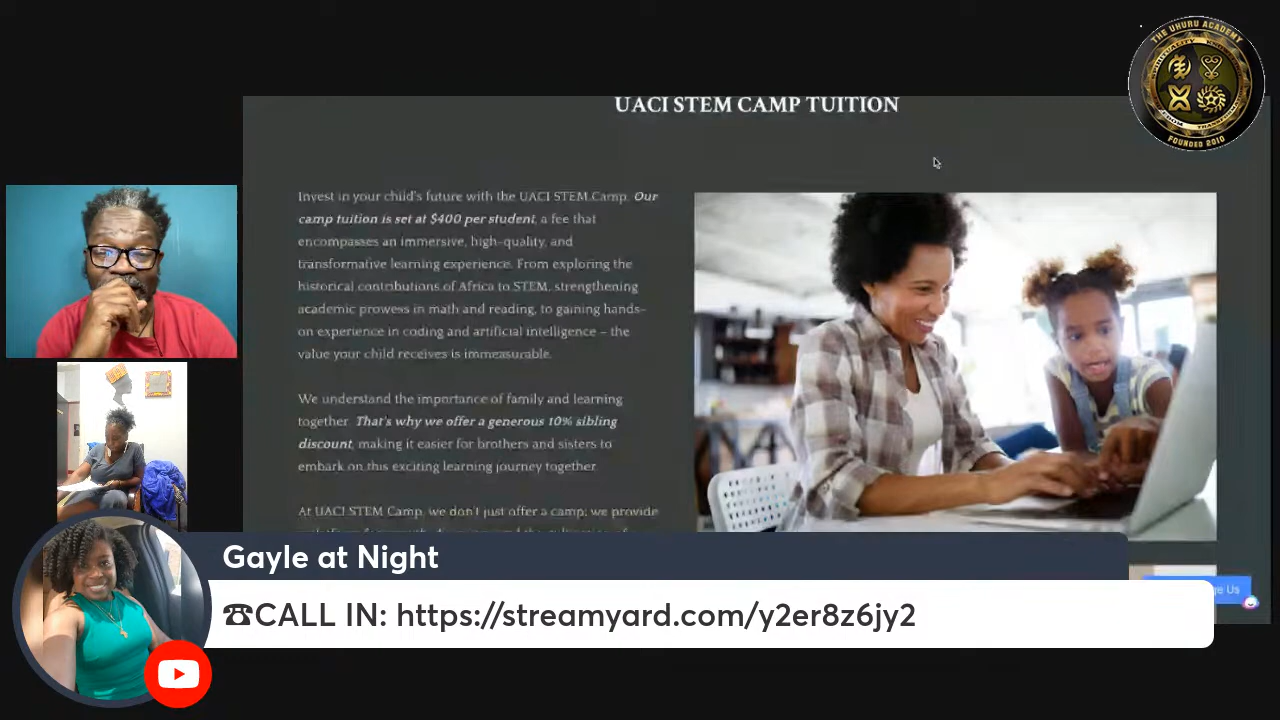 THE UHURU ACADEMY
FOUNDED 2010
UACI STEM CAMP TUITION
Invest in your child's future with the UACI STEM Camp. Our
camp tuition is set at $400 per student, a fee that
encompasses an immersive, high-quality, and
transformative learning experience. From exploring the
historical contributions of Africa to STEM, strengthening
academic prowess in math and reading, to gaining hands-
on experience in coding and artificial intelligence – the
value your child receives is immeasurable.
We understand the importance of family and learning
together. That's why we offer a generous 10% sibling
discount, making it easier for brothers and sisters to
embark on this exciting learning journey together.
At UACI STEM Camp, we don't just offer a camp; we provide
Us
Gayle at Night
☎CALL IN: https://streamyard.com/y2er8z6jy2